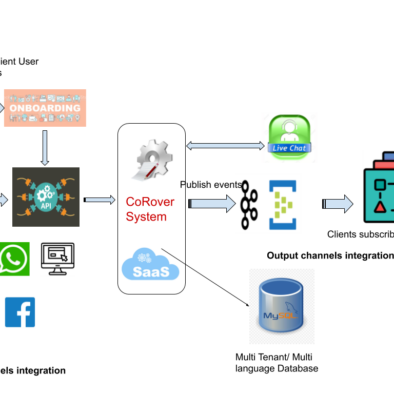 ient User
s
ONBOARDING
Live Chat
Publish events
API
CoRover
System
Clients subscrib
Output channels integration
SaaS
MySQL
Multi Tenant/ Multi
language Database
els integration